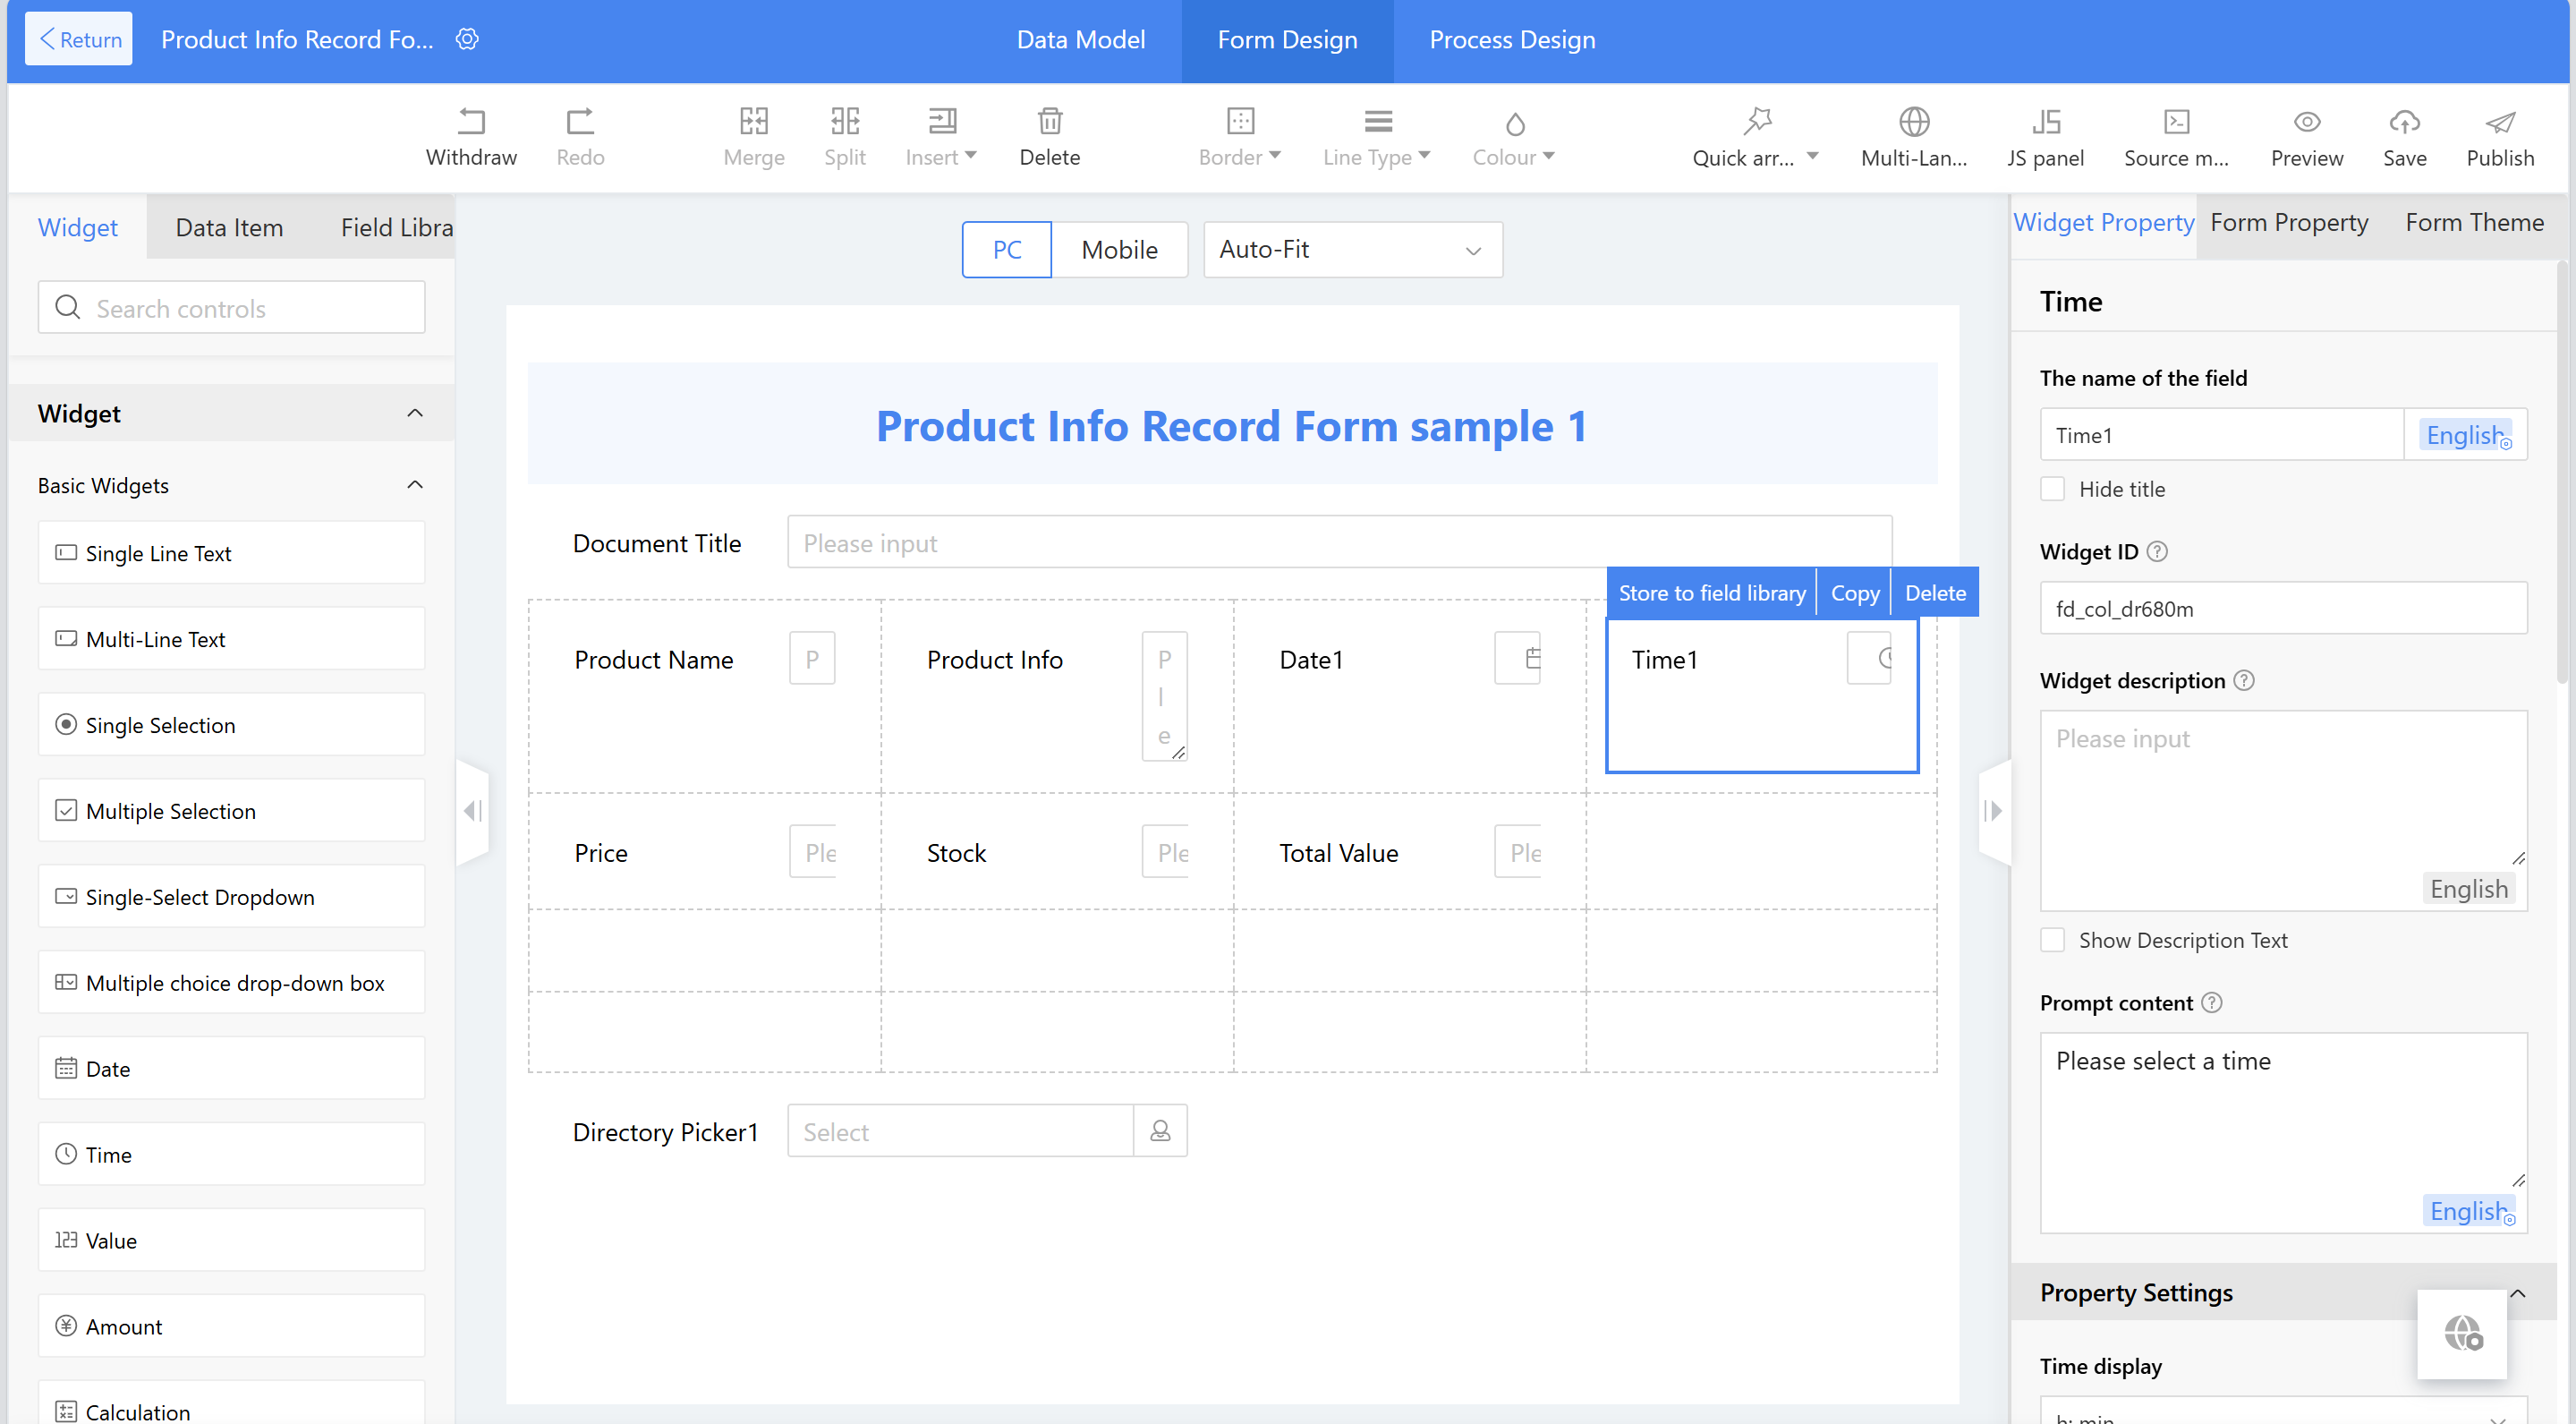 Return
Product Info Record Fo...
Data Model
Form Design
Process Design
Withdraw
Redo
Merge
Split
Insert
Delete
Border
Line Type
Colour
Quick arr...
Multi-Lan...
JS panel
Source m...
Preview
Save
Publish
Widget
Data Item
Field Libra
Search controls
Widget
Basic Widgets
Single Line Text
Multi-Line Text
Single Selection
Multiple Selection
Single-Select Dropdown
Multiple choice drop-down box
Date
Time
Value
Amount
Calculation
PC
Mobile
Auto-Fit
Product Info Record Form sample 1
Document Title
Please input
Store to field library
Copy
Delete
Product Name
P
Product Info
P
l
e
Date1
Time1
Price
Ple
Stock
Ple
Total Value
Ple
Directory Picker1
Select
Widget Property
Form Property
Form Theme
Time
The name of the field
Time1
English
Hide title
Widget ID
fd_col_dr680m
Widget description
Please input
English
Show Description Text
Prompt content
Please select a time
English
Property Settings
Time display
h: min